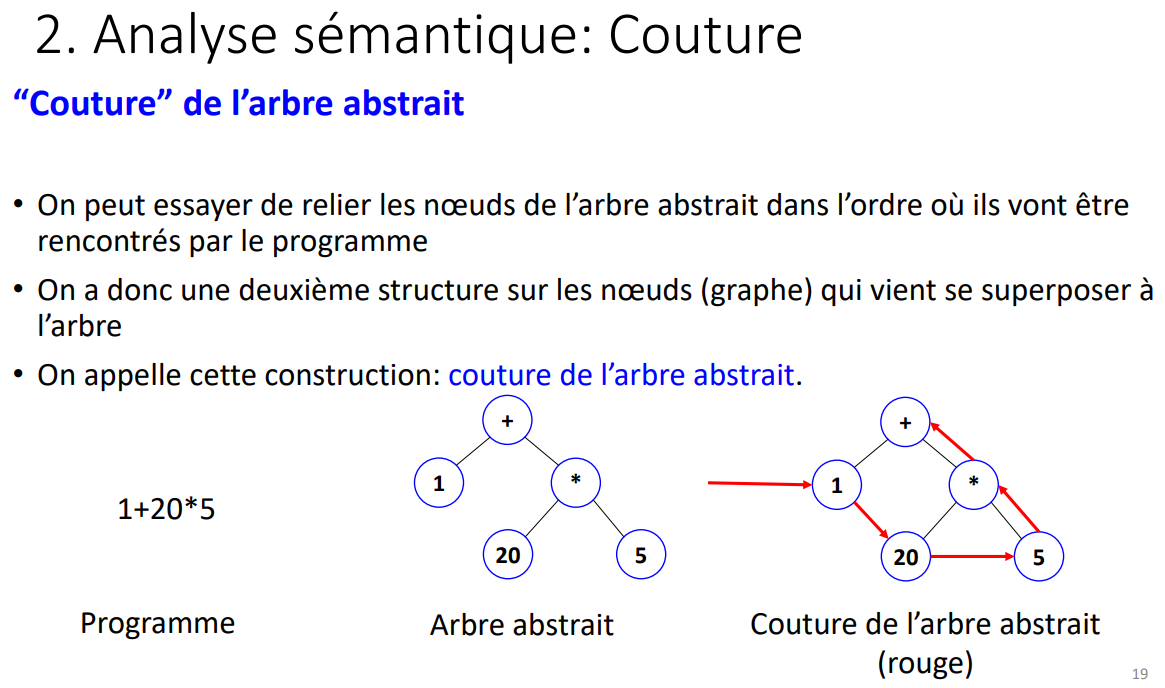 2. Analyse sémantique: Couture
“Couture” de l’arbre abstrait
• On peut essayer de relier les nœuds de l’arbre abstrait dans l’ordre où ils vont être
rencontrés par le programme
• On a donc une deuxième structure sur les nœuds (graphe) qui vient se superposer à
l’arbre
• On appelle cette construction: couture de l’arbre abstrait.
1+20*5
Programme
+
1
*
20
5
Arbre abstrait
+
1
*
20
5
Couture de l’arbre abstrait
(rouge)
19